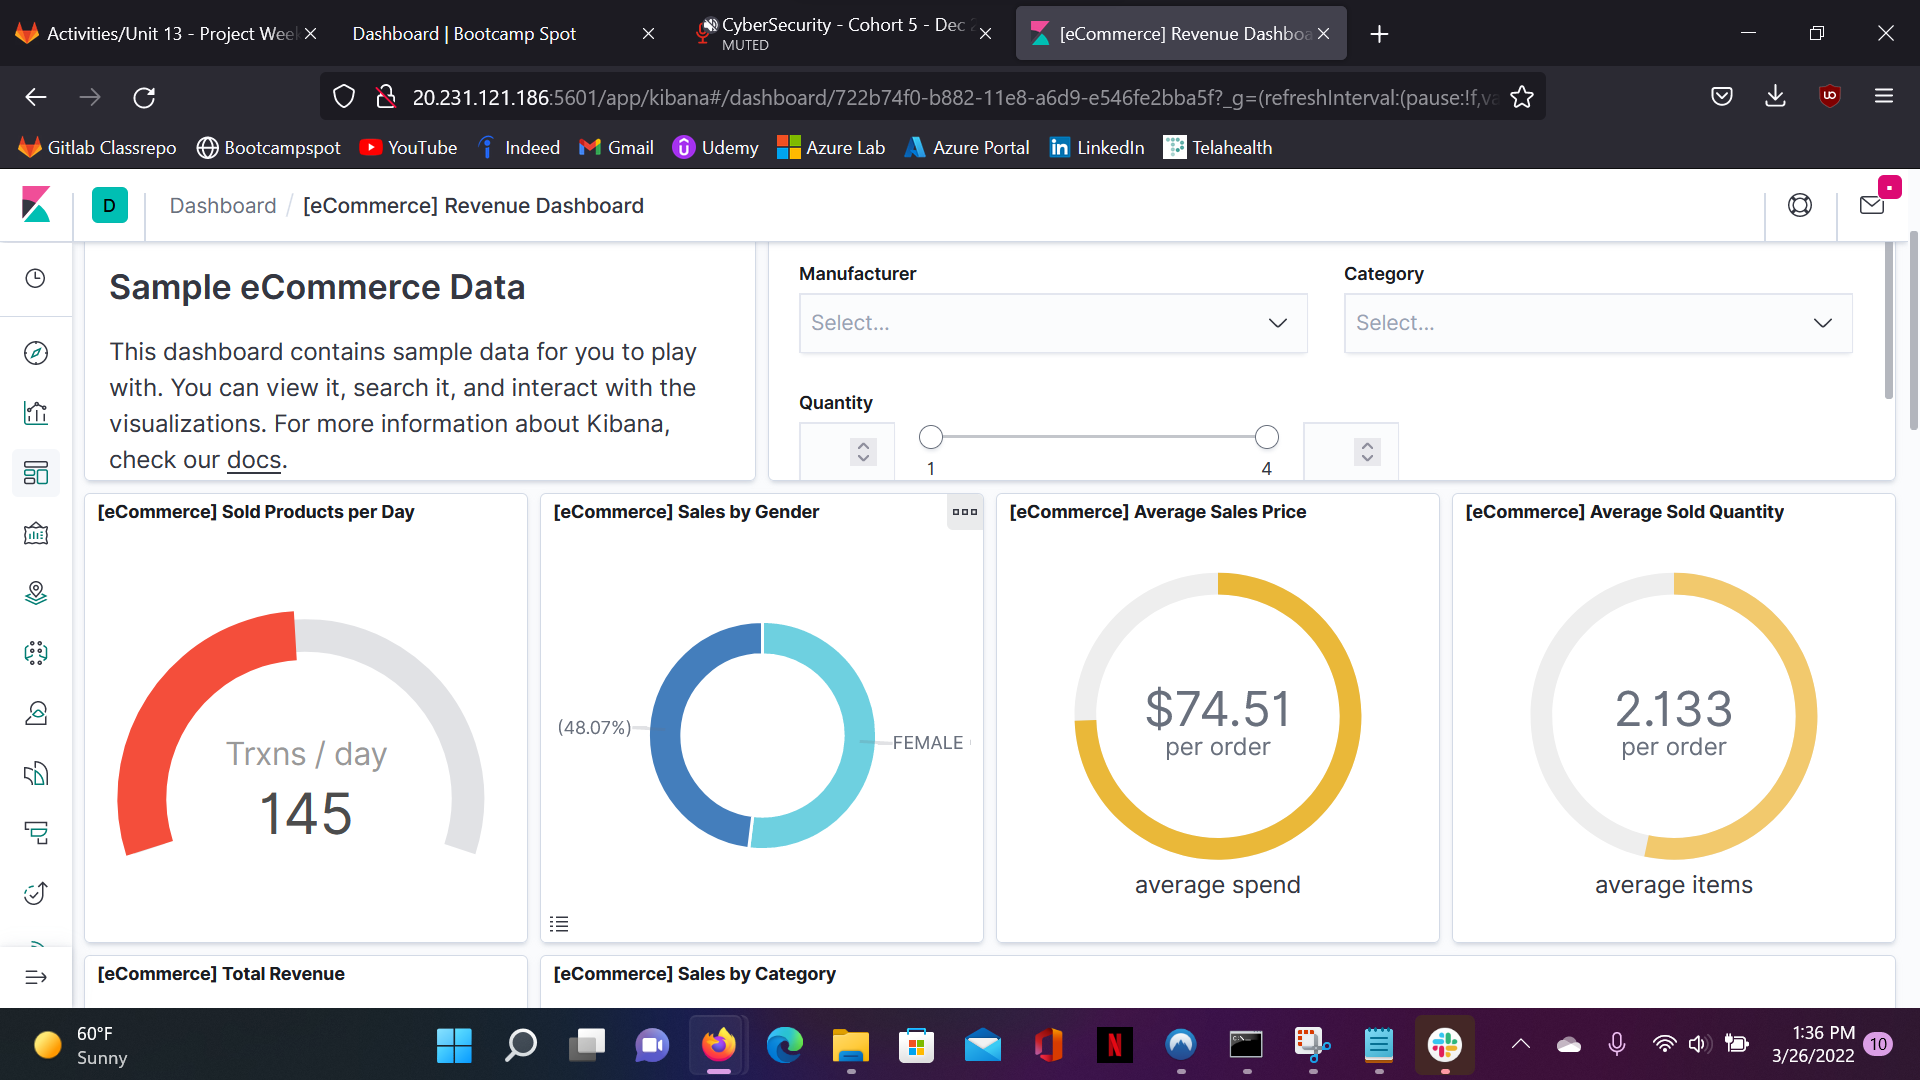 Activities/Unit 13 - Project Week
Dashboard | Bootcamp Spot
CyberSecurity - Cohort 5 - Dec 2
MUTED
[eCommerce] Revenue Dashboa
20.231.121.186:5601/app/kibana#/dashboard/722b74f0-b882-11e8-a6d9-e546fe2bba5f?_g=(refreshInterval:(pause:!f,va
Gitlab Classrepo
Bootcampspot
YouTube
Indeed
Gmail
Udemy
Azure Lab
Azure Portal
LinkedIn
Telahealth
D
Dashboard / [eCommerce] Revenue Dashboard
Sample eCommerce Data
This dashboard contains sample data for you to play
with. You can view it, search it, and interact with the
visualizations. For more information about Kibana,
check our docs.
Manufacturer
Select...
Category
Select...
Quantity
1
4
[eCommerce] Sold Products per Day
Trxns / day
145
[eCommerce] Sales by Gender
(48.07%)
FEMALE
[eCommerce] Average Sales Price
$74.51
per order
average spend
[eCommerce] Average Sold Quantity
2.133
per order
average items
[eCommerce] Total Revenue
[eCommerce] Sales by Category
60°F
Sunny
1:36 PM
3/26/2022
10